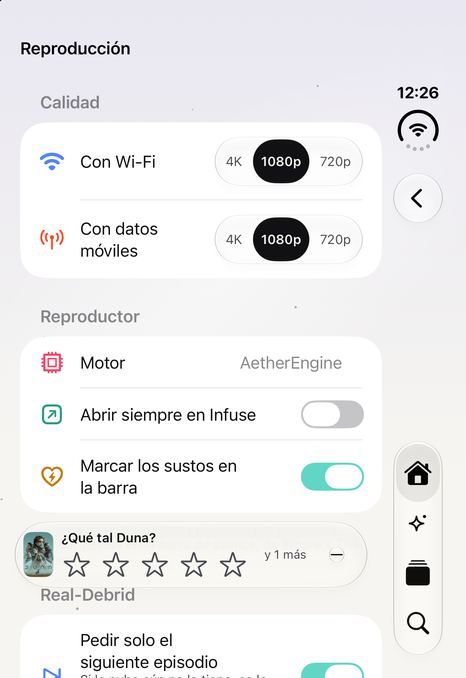 Reproducción
12:26
Calidad
Con Wi-Fi
4K 1080p 720p
Con datos
móviles
4K 1080p 720p
Reproductor
Motor AetherEngine
Abrir siempre en Infuse
Marcar los sustos en
la barra
¿Qué tal Duna?
y 1 más
Real-Debrid
Pedir solo el
siguiente episodio